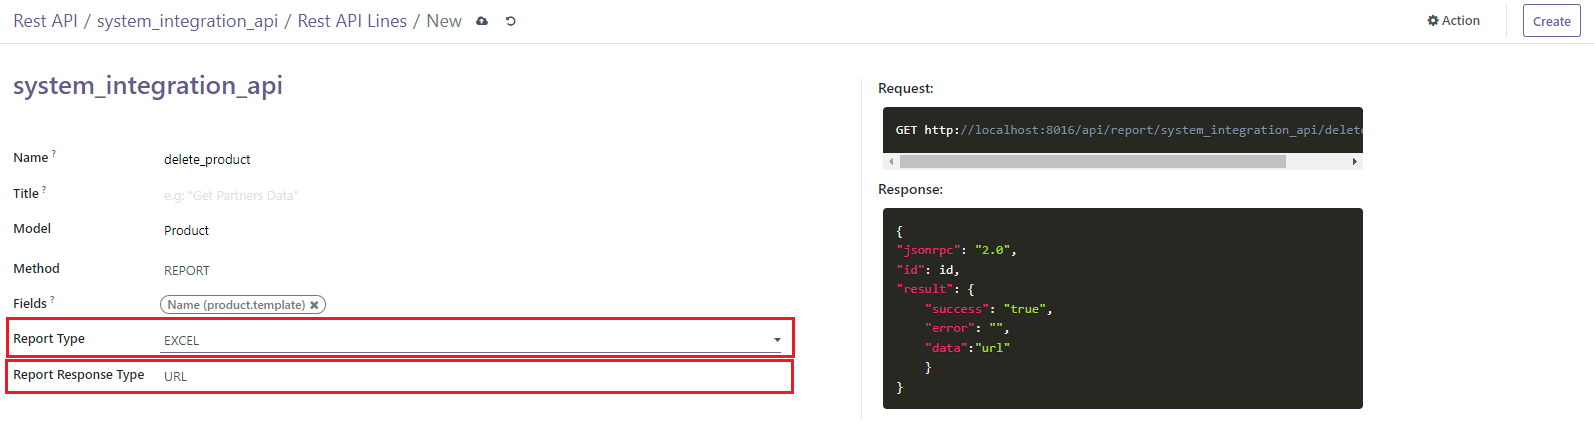 Rest API / system_integration_api / Rest API Lines / New
Action
Create
system_integration_api
Name ?
delete_product
Title ?
e.g: "Get Partners Data"
Model
Product
Method
REPORT
Fields ?
Name (product.template) ×
Report Type
EXCEL
Report Response Type
URL
Request:
GET http://localhost:8016/api/report/system_integration_api/delete
Response:
{
"jsonrpc": "2.0",
"id": id,
"result": {
"success": "true",
"error": "",
"data":"url"
}
}